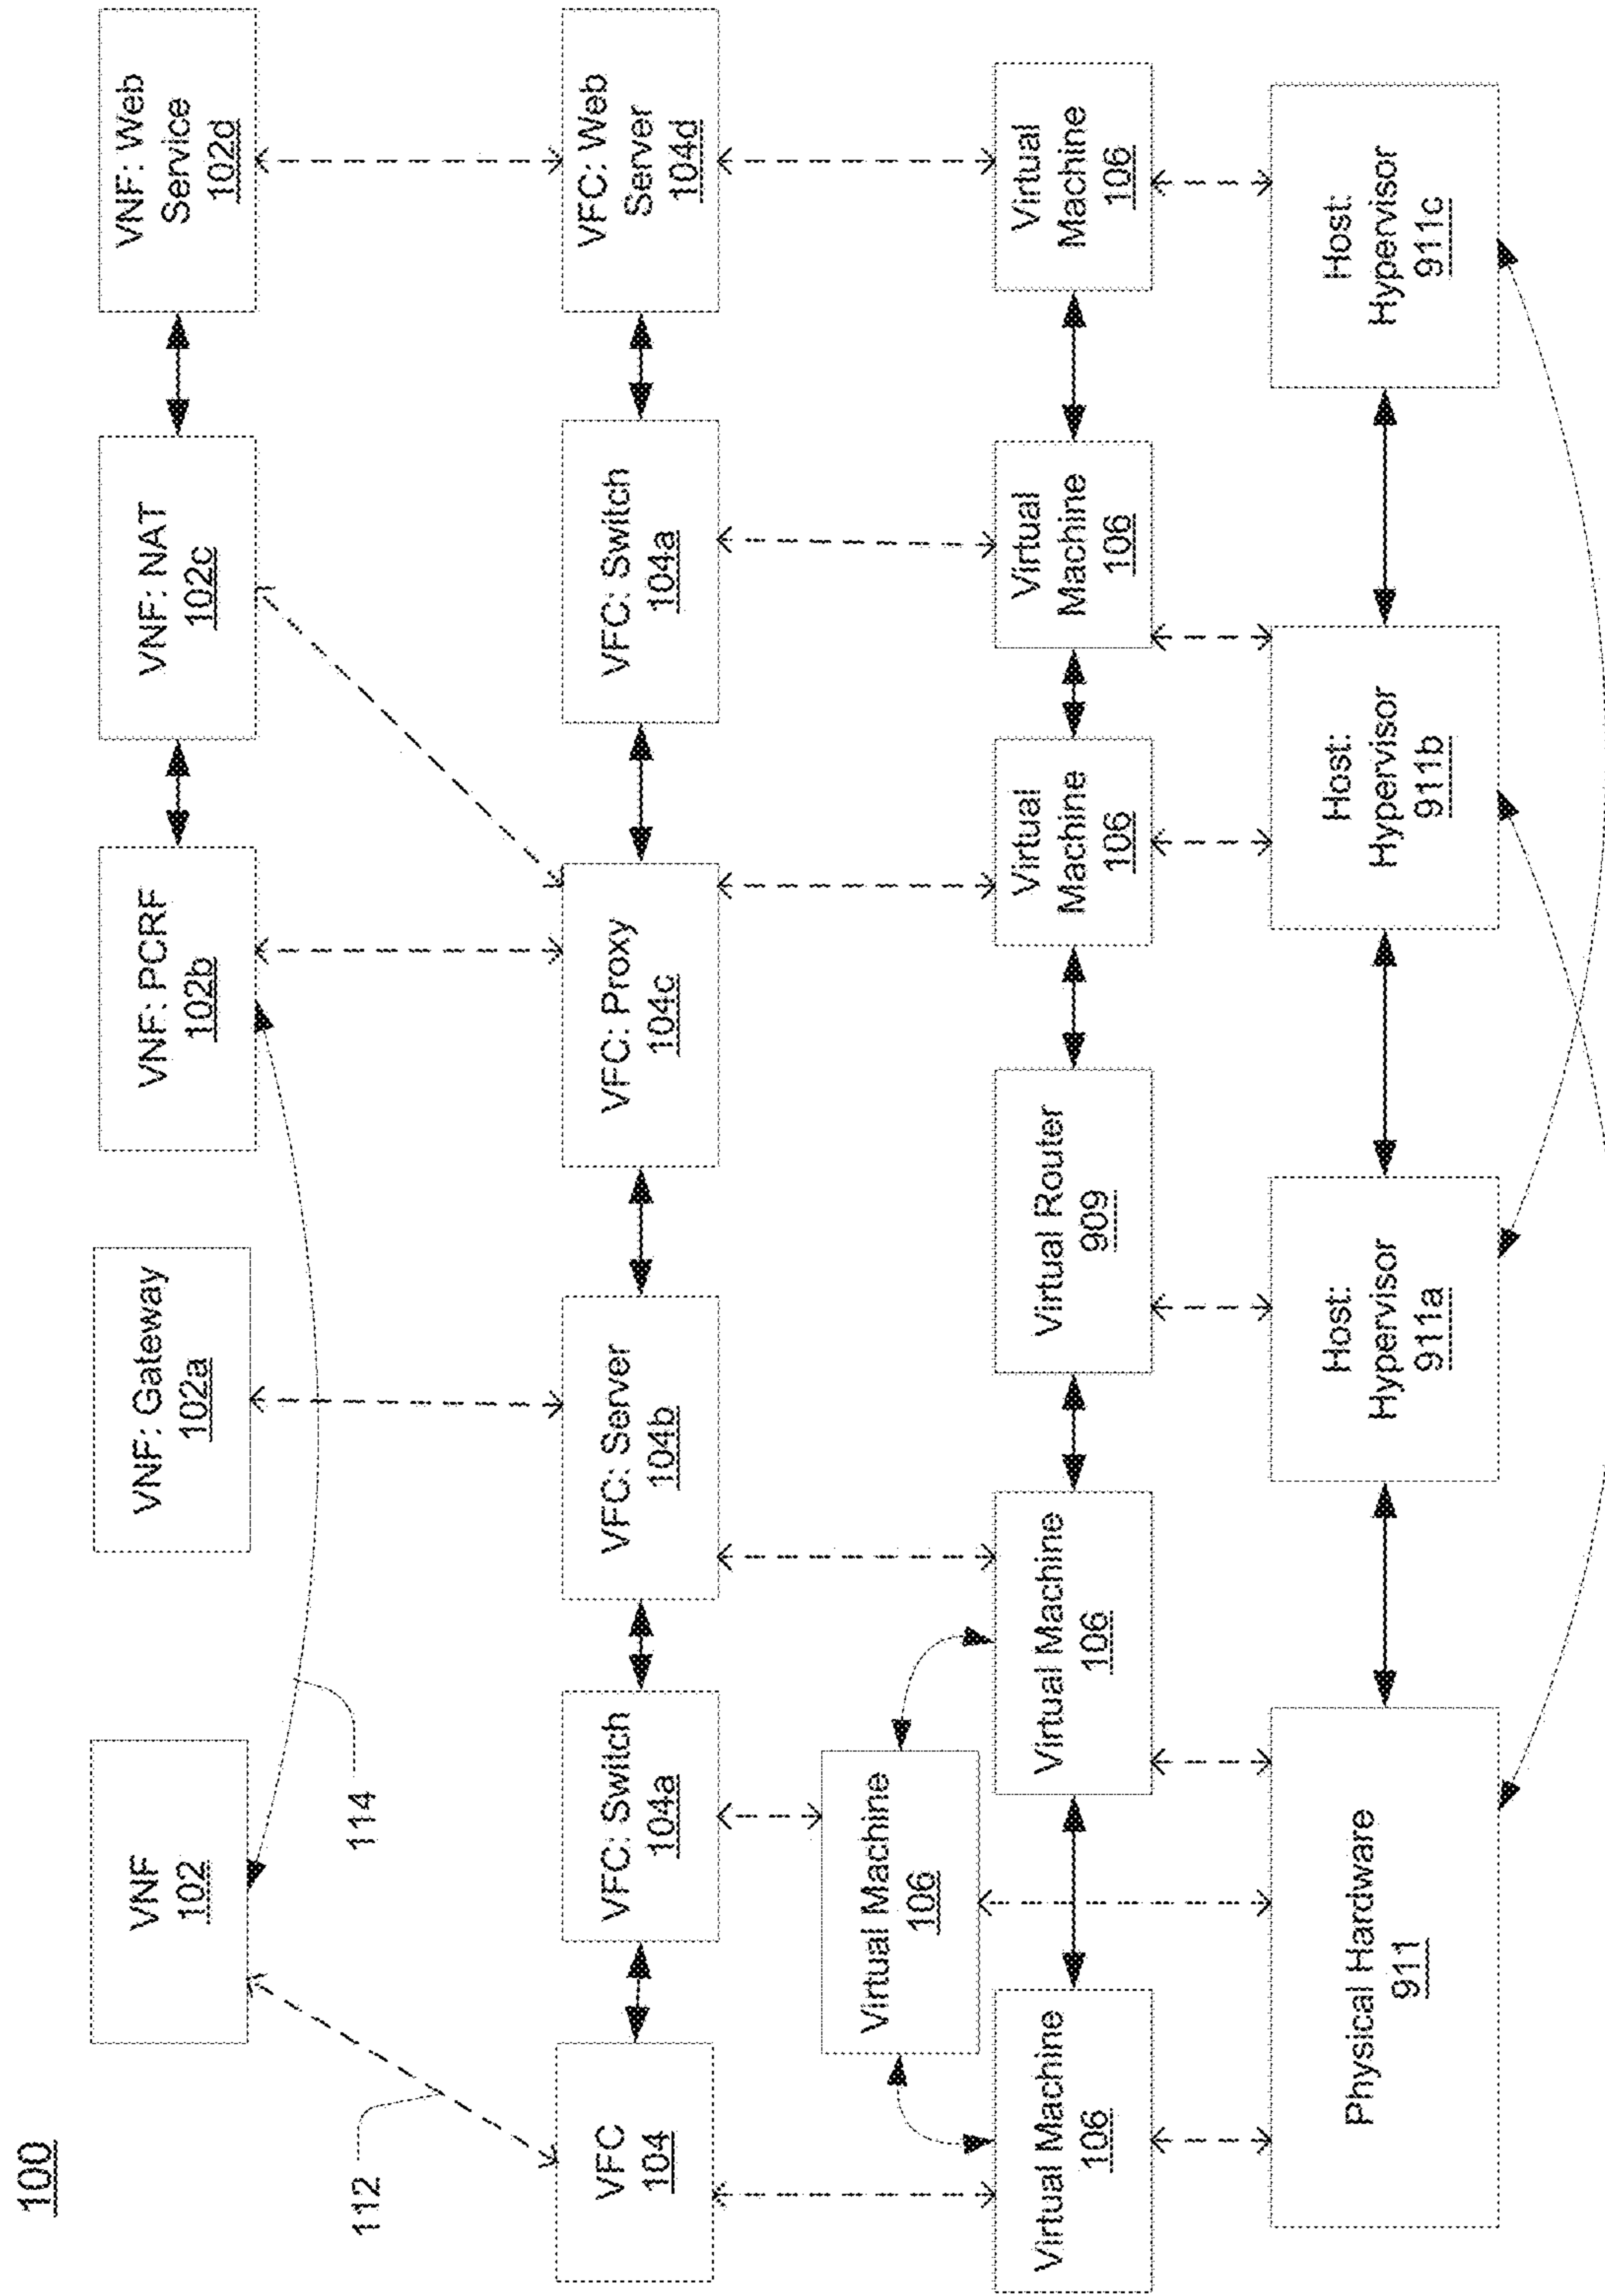 100
VNF
102
VNF: Gateway
102a
VNF: PCRF
102b
VNF: NAT
102c
VNF: Web
Service
102d
112
114
VFC
104
VFC: Switch
104a
VFC: Server
104b
VFC: Proxy
104c
VFC: Switch
104a
VFC: Web
Server
104d
Virtual Machine
106
Virtual Machine
106
Virtual Machine
106
Virtual Router
909
Virtual
Machine
106
Virtual
Machine
106
Virtual
Machine
106
Physical Hardware
911
Host:
Hypervisor
911a
Host:
Hypervisor
911b
Host:
Hypervisor
911c